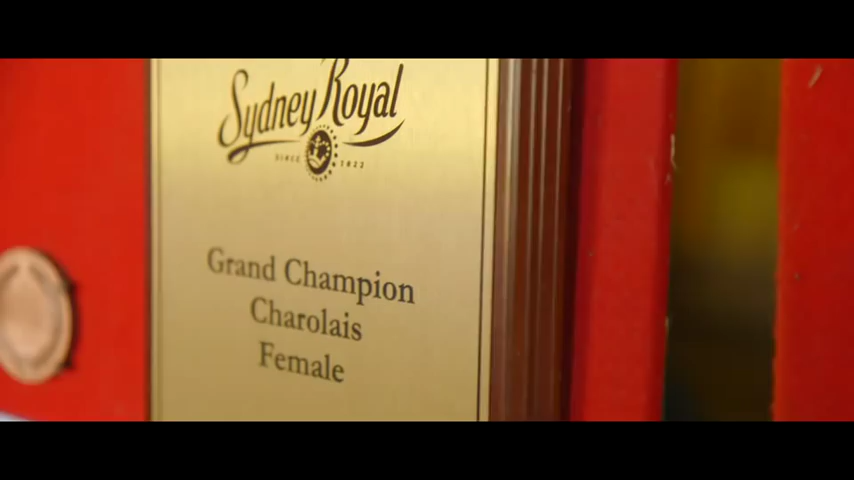 Sydney Royal
SINCE 1823
Grand Champion
Charolais
Female